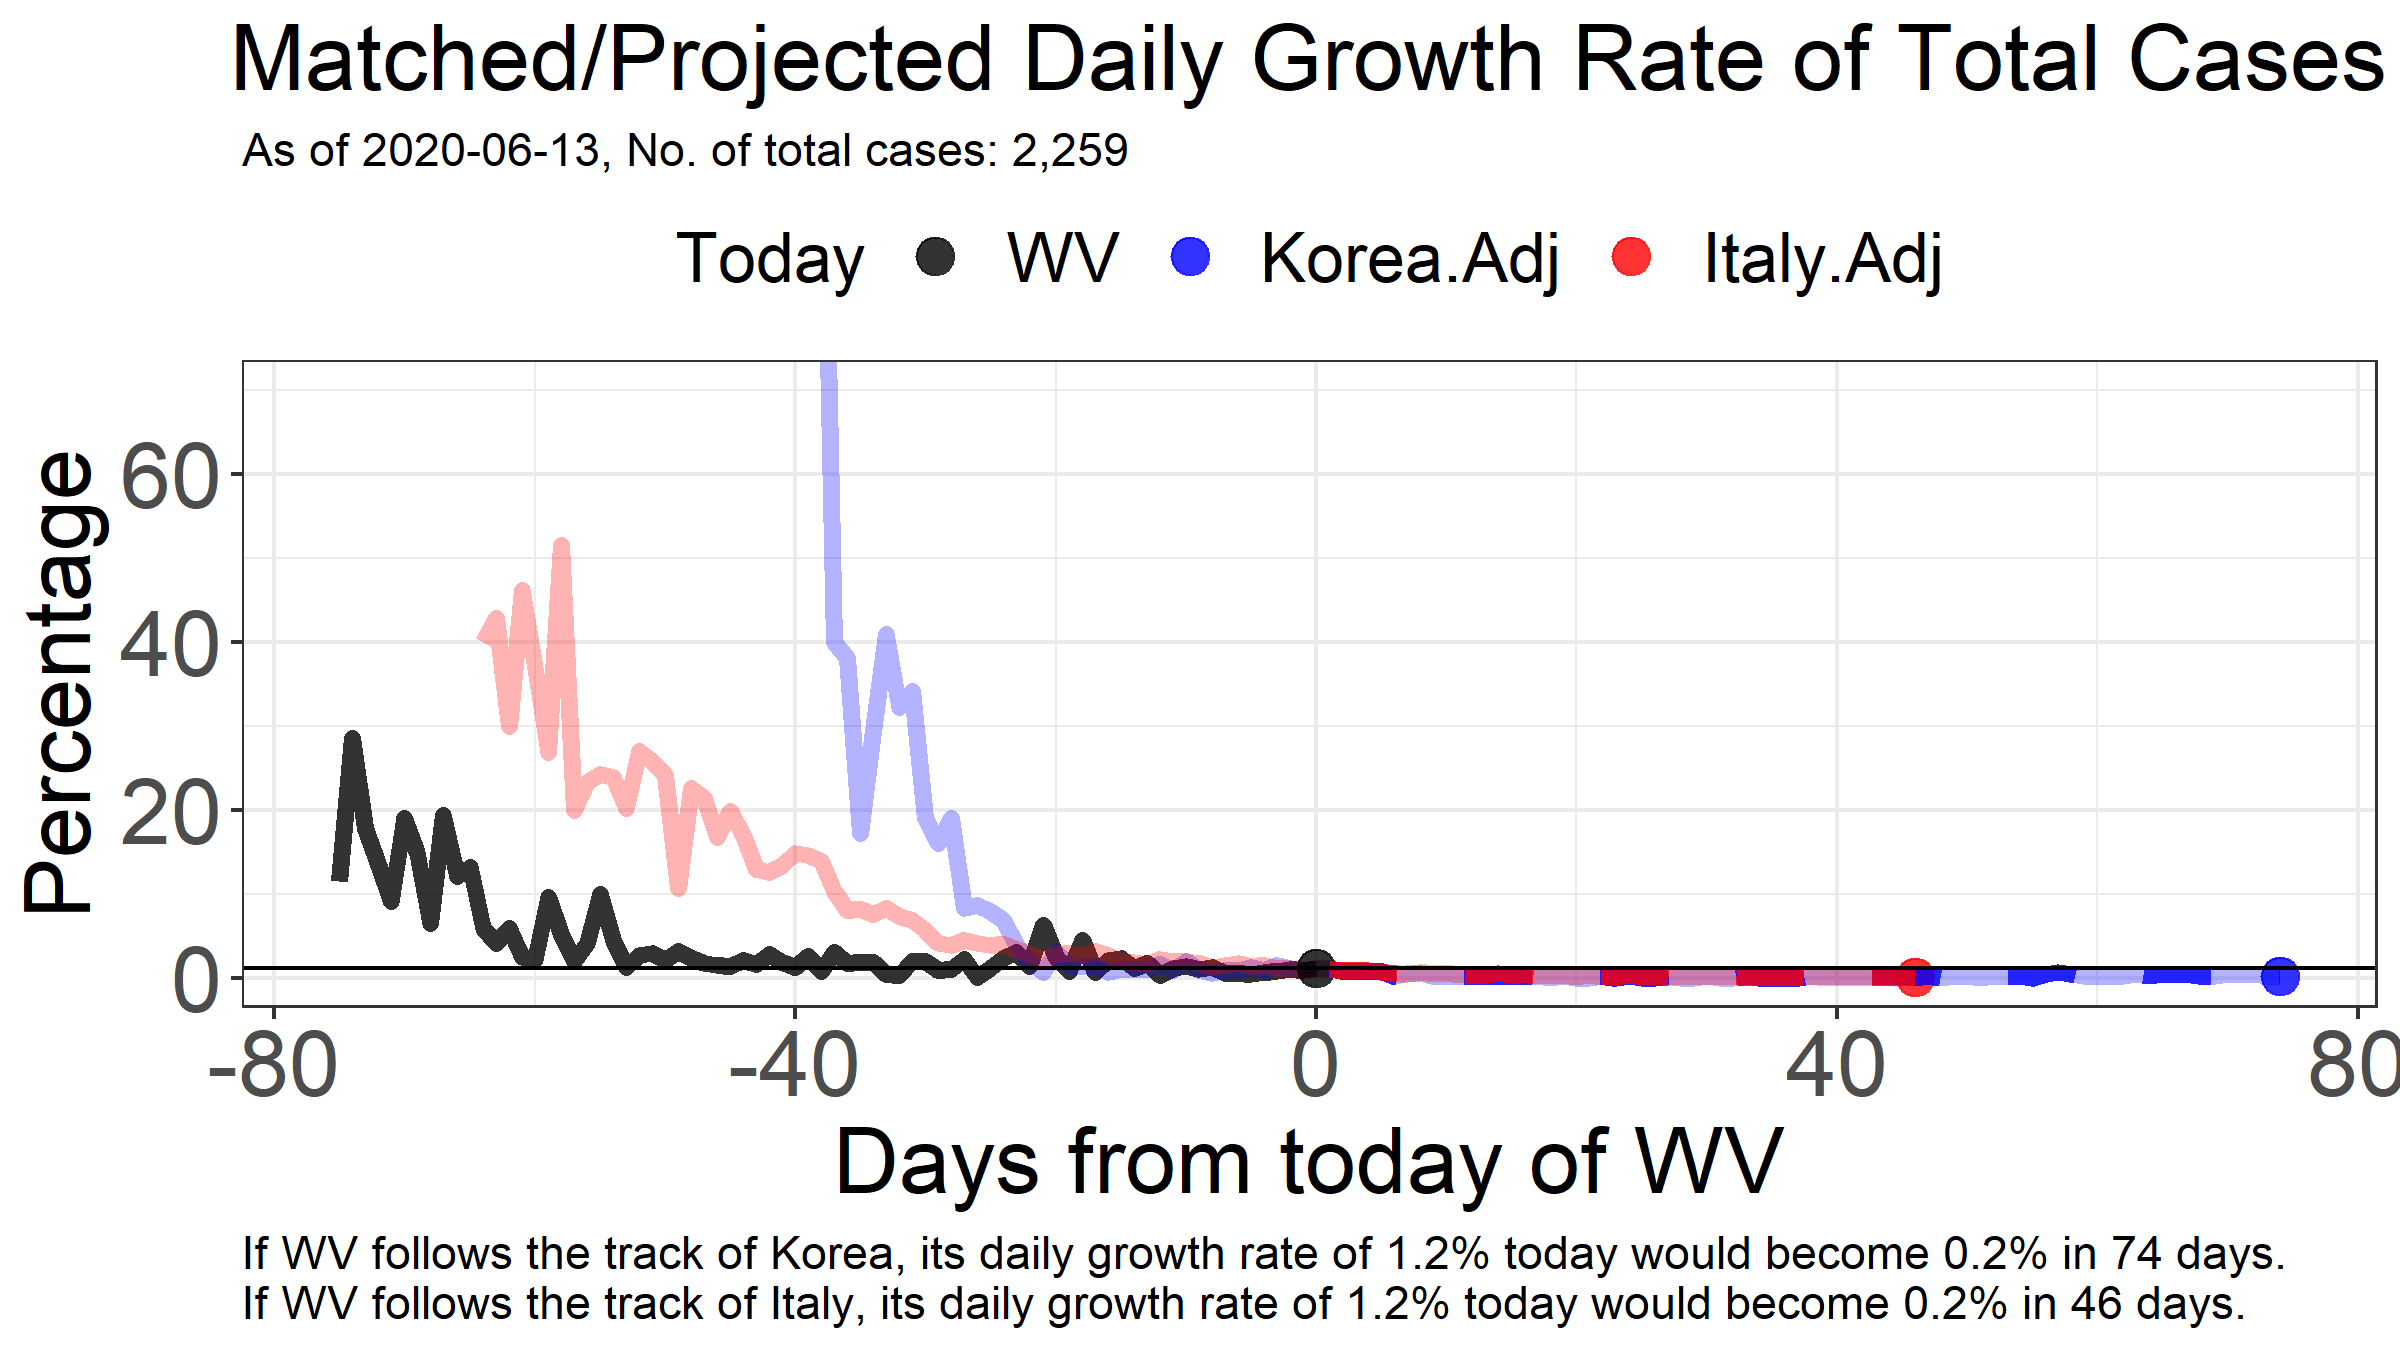 Matched/Projected Daily Growth Rate of Total Cases
As of 2020-06-13, No. of total cases: 2,259
Today WV Korea.Adj Italy.Adj
Percentage
60
40
20
0
-80 -40 0 40 80
Days from today of WV
If WV follows the track of Korea, its daily growth rate of 1.2% today would become 0.2% in 74 days.
If WV follows the track of Italy, its daily growth rate of 1.2% today would become 0.2% in 46 days.